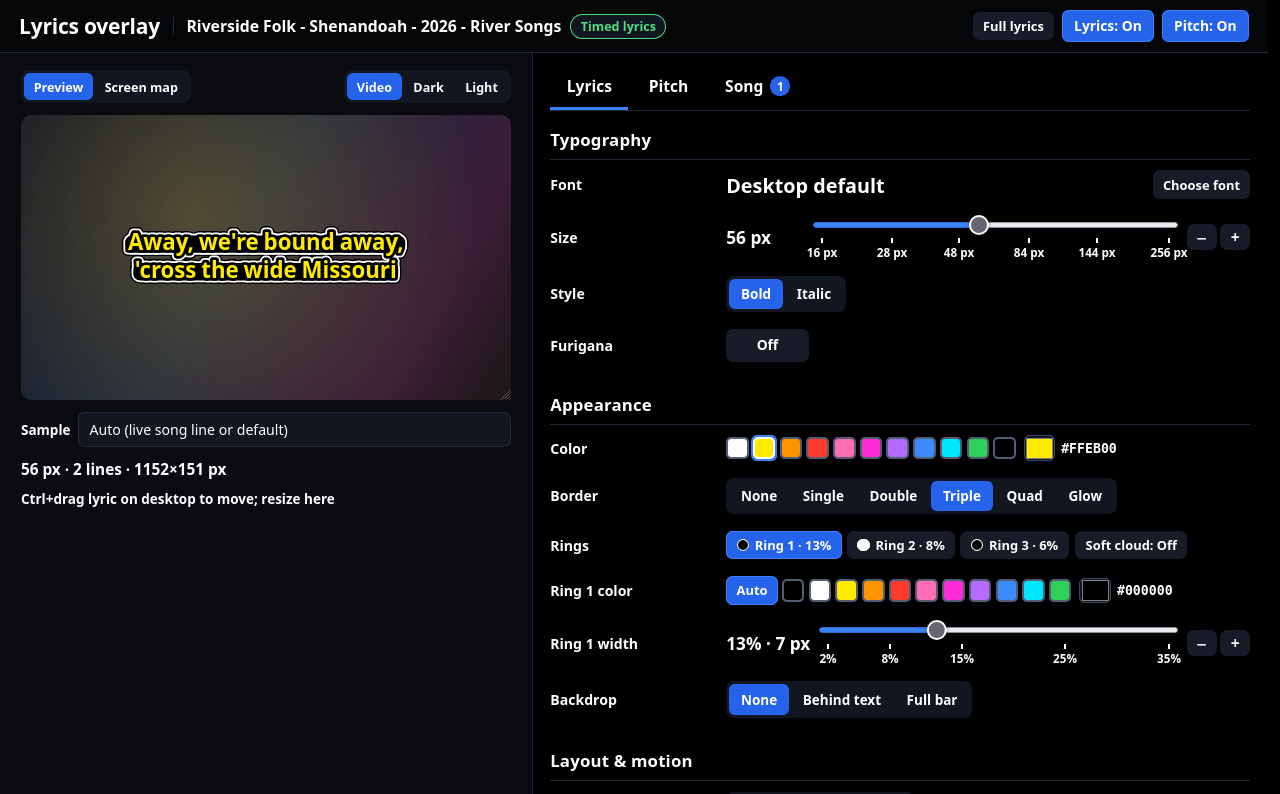 Lyrics overlay
Riverside Folk - Shenandoah - 2026 - River Songs
Timed lyrics
Full lyrics
Lyrics: On
Pitch: On
Preview
Screen map
Video
Dark
Light
Away, we're bound away,
'cross the wide Missouri
Sample
Auto (live song line or default)
56 px · 2 lines · 1152×151 px
Ctrl+drag lyric on desktop to move; resize here
Lyrics
Pitch
Song 1
Typography
Font
Desktop default
Choose font
Size
56 px
16 px 28 px 48 px 84 px 144 px 256 px
– +
Style
Bold Italic
Furigana
Off
Appearance
Color
#FFEB00
Border
None Single Double Triple Quad Glow
Rings
Ring 1 · 13% Ring 2 · 8% Ring 3 · 6% Soft cloud: Off
Ring 1 color
Auto
#000000
Ring 1 width
13% · 7 px
2% 8% 15% 25% 35%
– +
Backdrop
None Behind text Full bar
Layout & motion